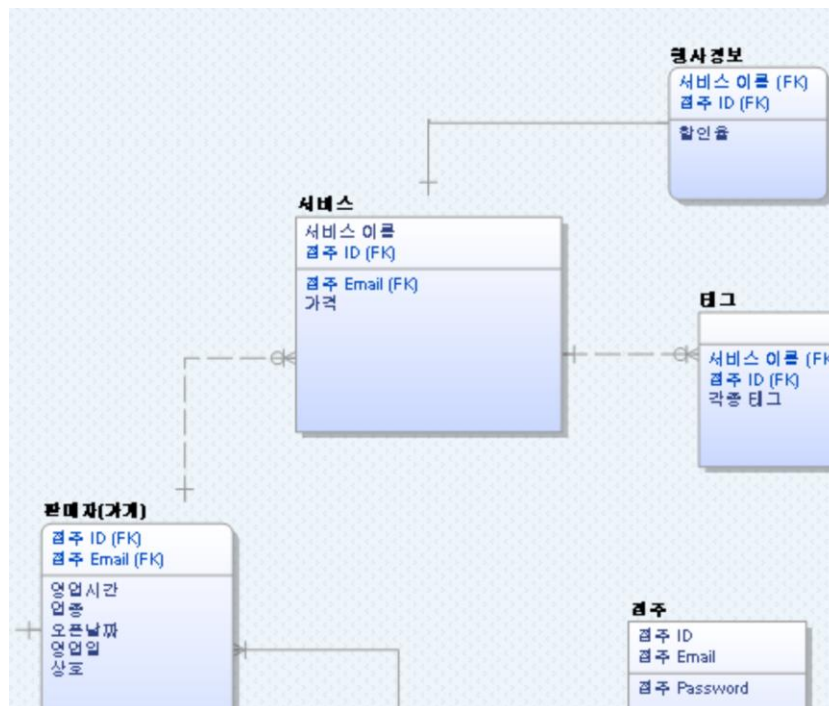 행사정보
서비스 이름 (FK)
점주 ID (FK)
할인율
서비스
서비스 이름
점주 ID (FK)
점주 Email (FK)
가격
태그
서비스 이름 (FK
점주 ID (FK)
각종 태그
판매자(가게)
점주 ID (FK)
점주 Email (FK)
영업시간
업종
오픈날짜
영업일
상호
점주
점주 ID
점주 Email
점주 Password